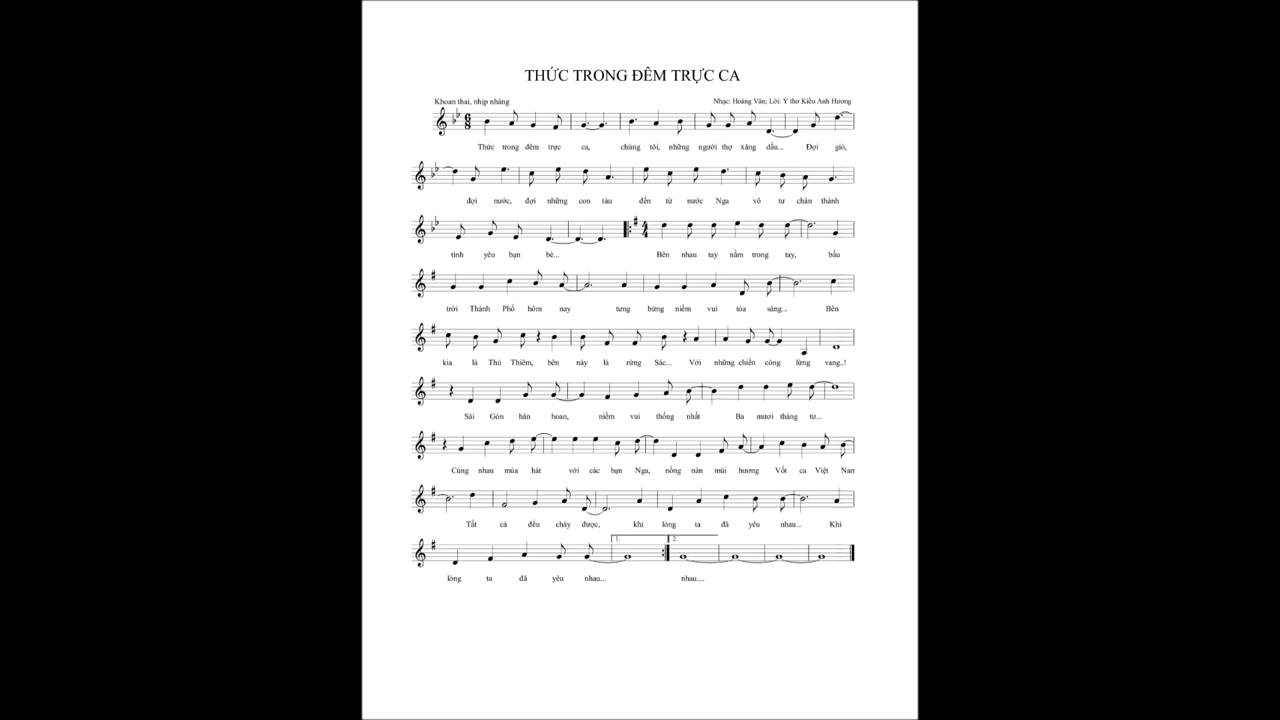 THỨC TRONG ĐÊM TRỰC CA
Khoan thai, nhịp nhàng
Nhạc: Hoàng Vân; Lời: Ý thơ Kiều Anh Hương
Thức trong đêm trực ca, chúng tôi, những người thợ xăng dầu... Đợi gió,
đợi nước, đợi những con tàu đến từ nước Nga vô tư chân thành
tình yêu bạn bè...
Bên nhau tay nắm trong tay, bầu
trời Thành Phố hôm nay tưng bừng niềm vui tỏa sáng... Bên
kia là Thủ Thiêm, bên này là rừng Sác... Với những chiến công lừng vang..!
Sài Gòn hân hoan, niềm vui thống nhất Ba mươi tháng tư...
Cùng nhau múa hát với các bạn Nga, nồng nàn mùi hương Vốt ca Việt Nam
Tất cả đều cháy được, khi lòng ta đã yêu nhau... Khi
1.
2.
lòng ta đã yêu nhau... nhau....